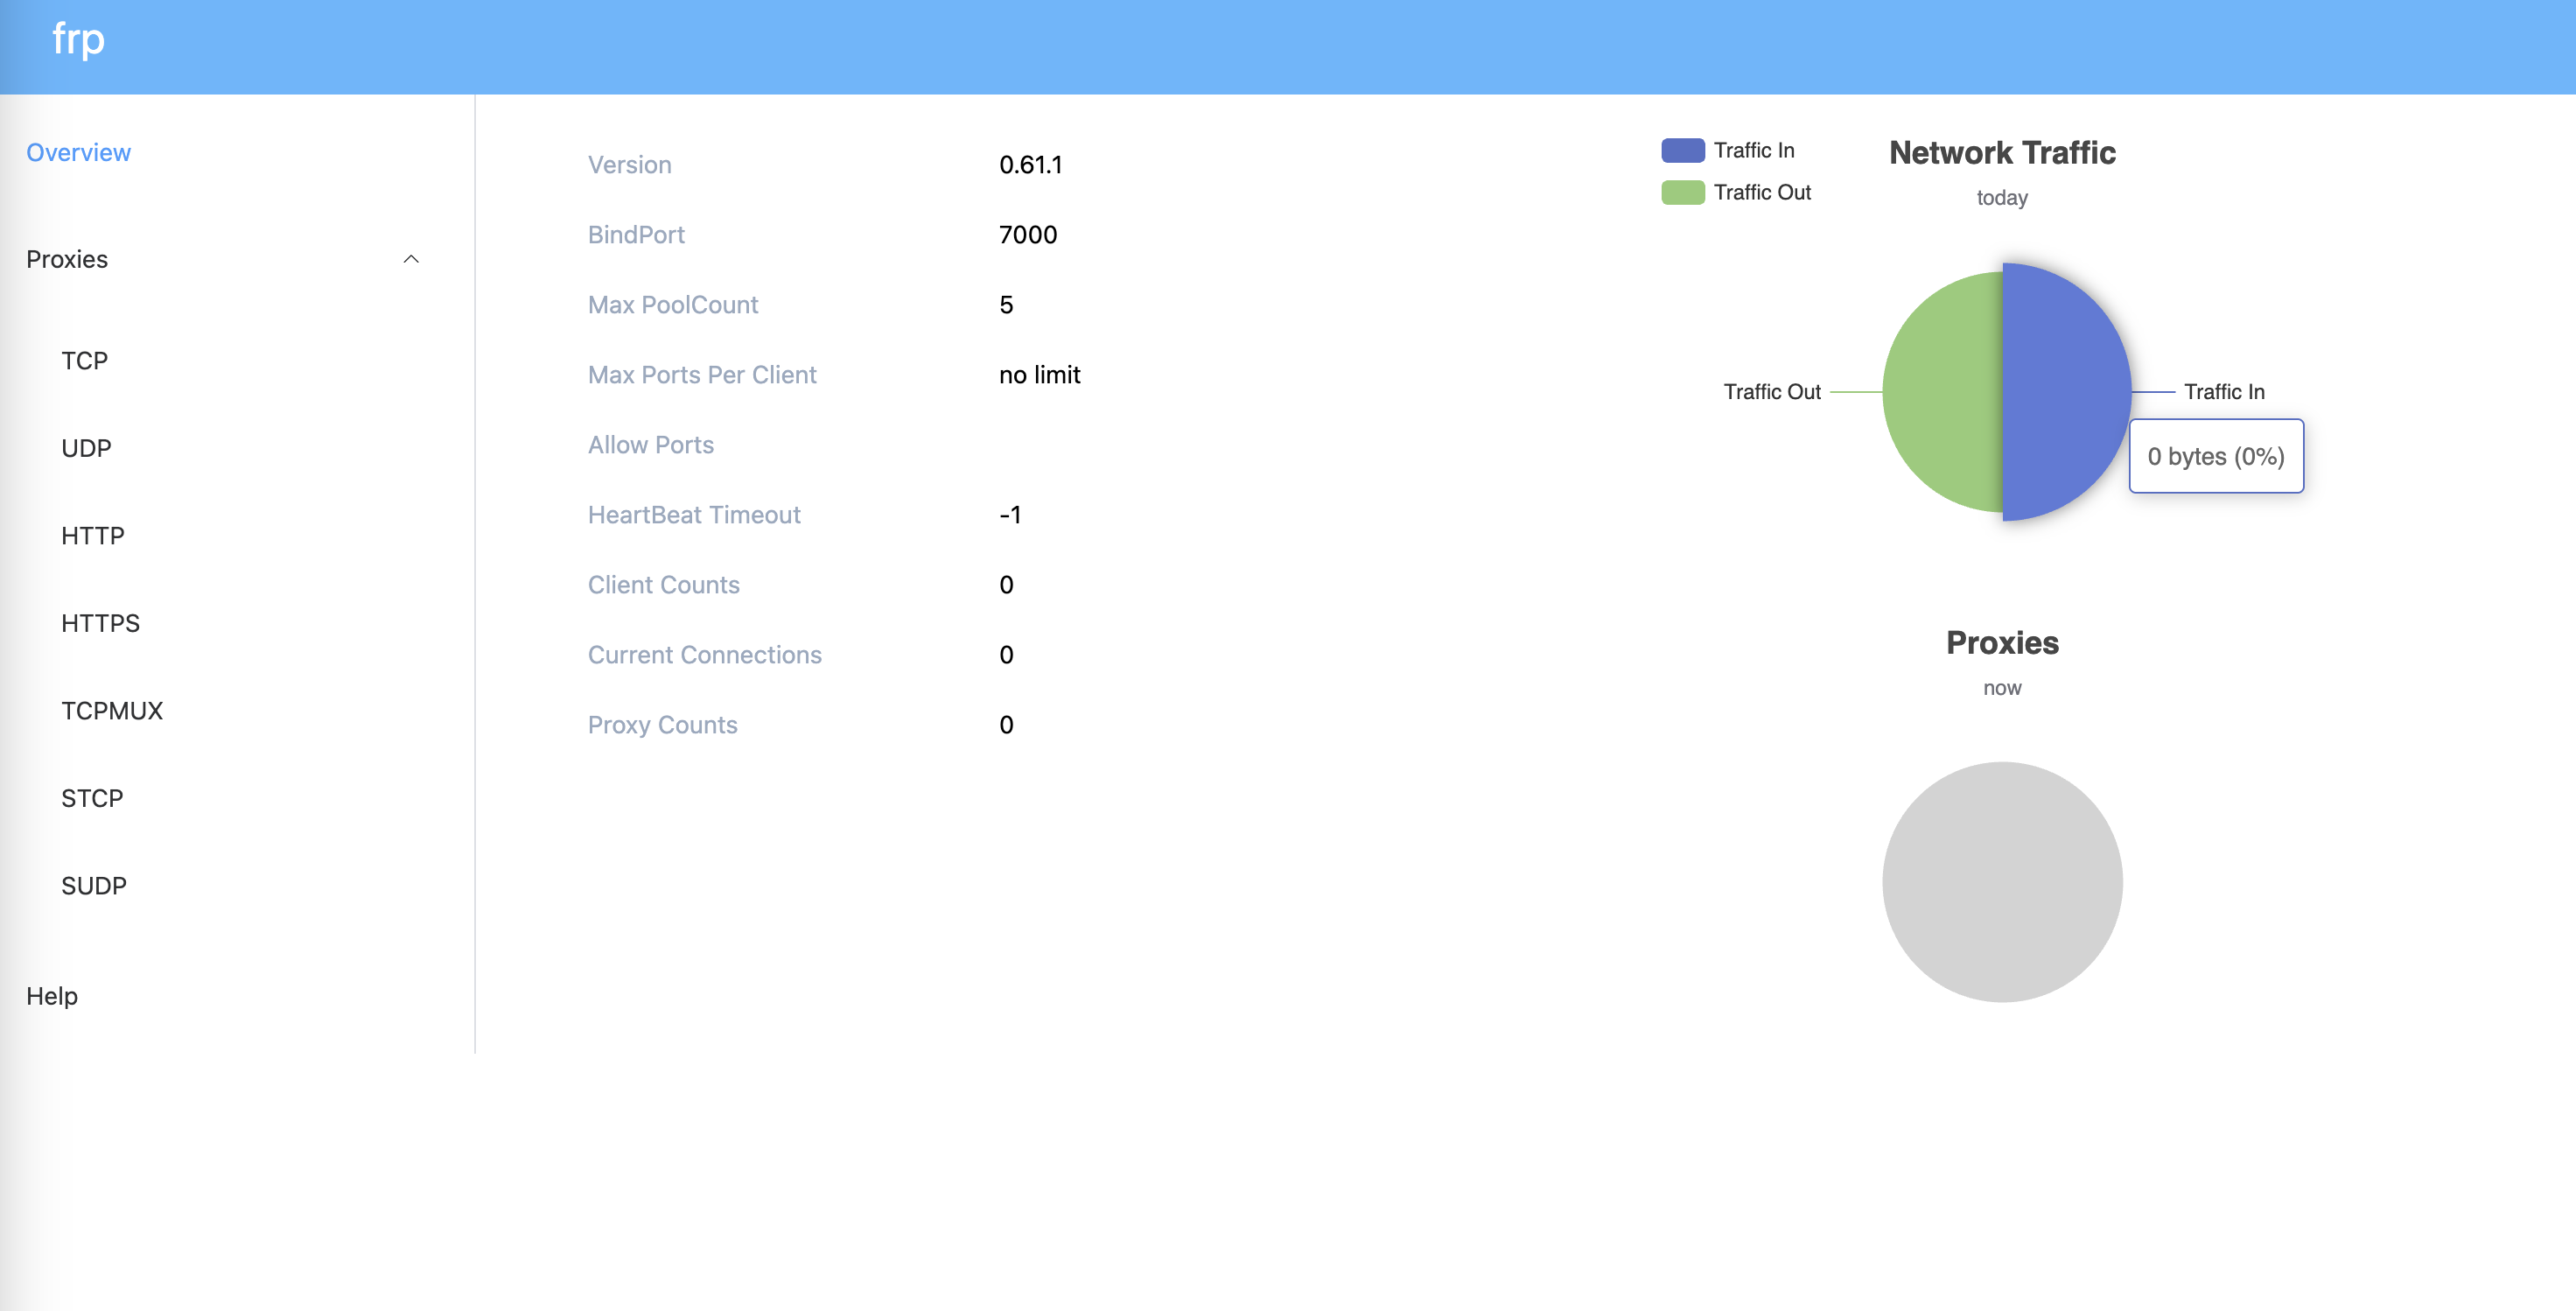 frp
Overview
Proxies
TCP
UDP
HTTP
HTTPS
TCPMUX
STCP
SUDP
Help
Version 0.61.1
BindPort 7000
Max PoolCount 5
Max Ports Per Client no limit
Allow Ports
HeartBeat Timeout -1
Client Counts 0
Current Connections 0
Proxy Counts 0
Traffic In
Traffic Out
Network Traffic
today
Traffic Out
Traffic In
0 bytes (0%)
Proxies
now